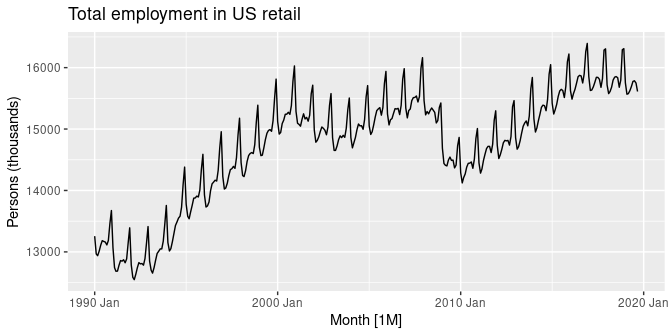 Total employment in US retail
Persons (thousands)
16000
15000
14000
13000
1990 Jan
2000 Jan
2010 Jan
2020 Jan
Month [1M]